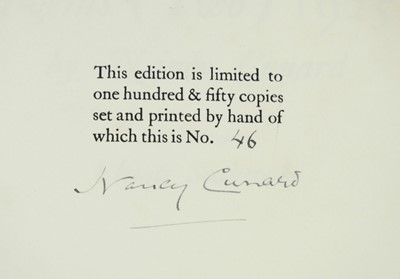 This edition is limited to
one hundred & fifty copies
set and printed by hand of
which this is No. 46
Nancy Cunard